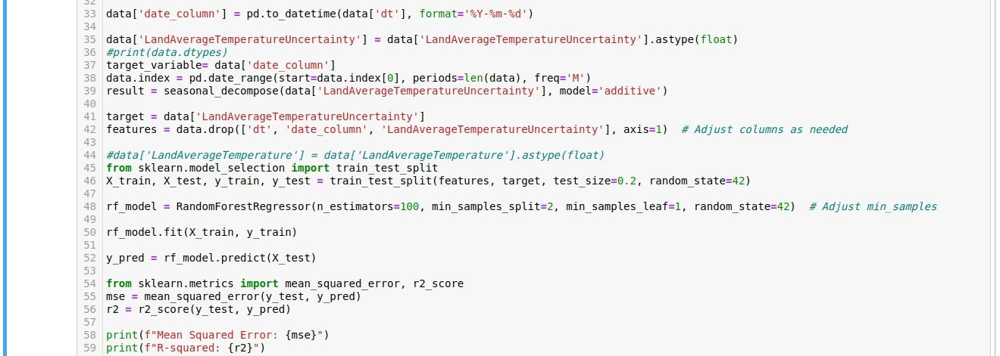 32
33 data['date_column'] = pd.to_datetime(data['dt'], format='%Y-%m-%d')
34
35 data['LandAverageTemperatureUncertainty'] = data['LandAverageTemperatureUncertainty'].astype(float)
36 #print(data.dtypes)
37 target_variable= data['date_column']
38 data.index = pd.date_range(start=data.index[0], periods=len(data), freq='M')
39 result = seasonal_decompose(data['LandAverageTemperatureUncertainty'], model='additive')
40
41 target = data['LandAverageTemperatureUncertainty']
42 features = data.drop(['dt', 'date_column', 'LandAverageTemperatureUncertainty'], axis=1)  # Adjust columns as needed
43
44 #data['LandAverageTemperature'] = data['LandAverageTemperature'].astype(float)
45 from sklearn.model_selection import train_test_split
46 X_train, X_test, y_train, y_test = train_test_split(features, target, test_size=0.2, random_state=42)
47
48 rf_model = RandomForestRegressor(n_estimators=100, min_samples_split=2, min_samples_leaf=1, random_state=42)  # Adjust min_samples
49
50 rf_model.fit(X_train, y_train)
51
52 y_pred = rf_model.predict(X_test)
53
54 from sklearn.metrics import mean_squared_error, r2_score
55 mse = mean_squared_error(y_test, y_pred)
56 r2 = r2_score(y_test, y_pred)
57
58 print(f"Mean Squared Error: {mse}")
59 print(f"R-squared: {r2}")